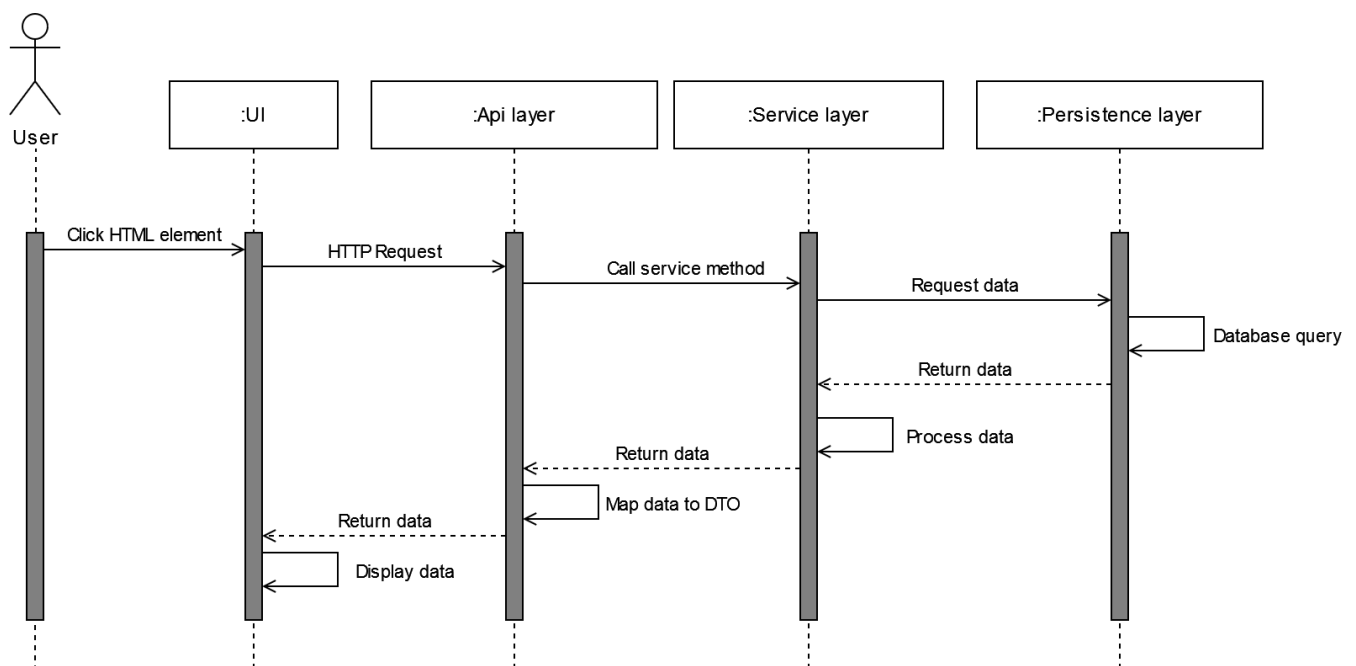 User
:UI
:Api layer
:Service layer
:Persistence layer
Click HTML element
HTTP Request
Call service method
Request data
Database query
Return data
Process data
Return data
Map data to DTO
Return data
Display data